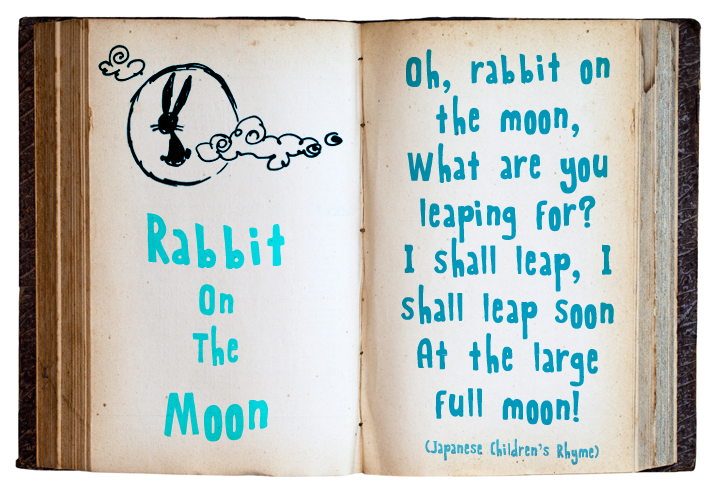 Rabbit
On
The
Moon
Oh, rabbit on
the moon,
What are you
leaping for?
I shall leap, I
shall leap soon
At the large
full moon!
(Japanese Children's Rhyme)